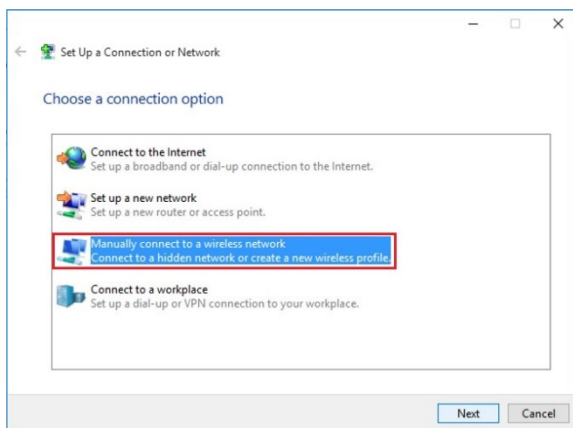 Set Up a Connection or Network
Choose a connection option
Connect to the Internet
Set up a broadband or dial-up connection to the Internet.
Set up a new network
Set up a new router or access point.
Manually connect to a wireless network
Connect to a hidden network or create a new wireless profile.
Connect to a workplace
Set up a dial-up or VPN connection to your workplace.
Next Cancel